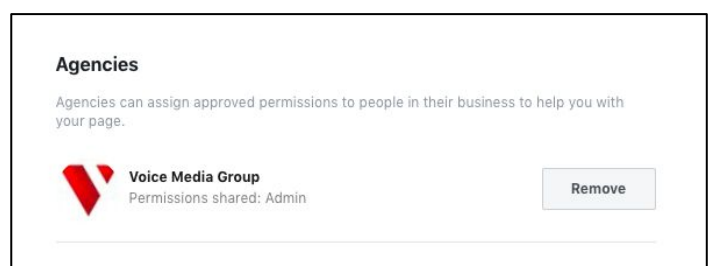 Agencies
Agencies can assign approved permissions to people in their business to help you with
your page.
Voice Media Group
Permissions shared: Admin
Remove